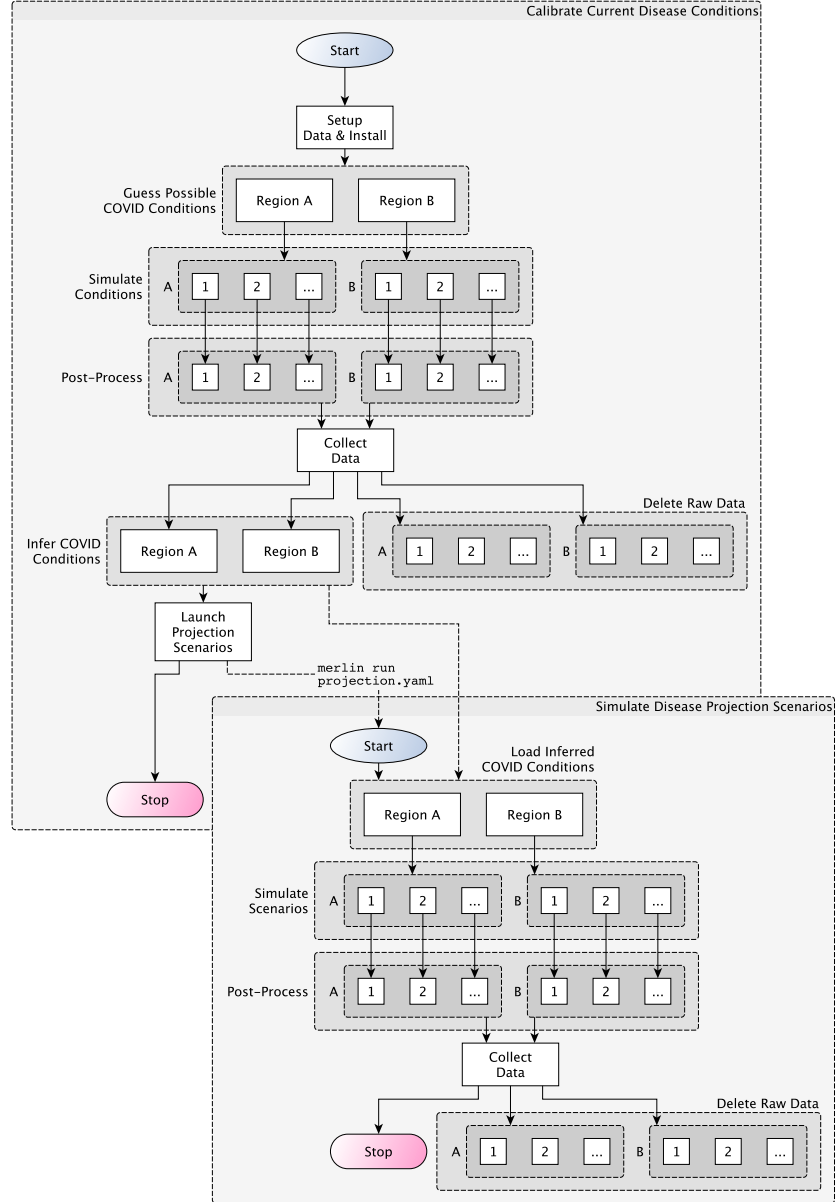 Calibrate Current Disease Conditions
Start
Setup
Data & Install
Guess Possible
COVID Conditions
Region A
Region B
Simulate
Conditions
A
1
2
...
B
1
2
...
Post-Process
A
1
2
...
B
1
2
...
Collect
Data
Delete Raw Data
Infer COVID
Conditions
Region A
Region B
A
1
2
...
B
1
2
...
Launch
Projection
Scenarios
merlin run
projection.yaml
Stop
Simulate Disease Projection Scenarios
Start
Load Inferred
COVID Conditions
Region A
Region B
Simulate
Scenarios
A
1
2
...
B
1
2
...
Post-Process
A
1
2
...
B
1
2
...
Collect
Data
Delete Raw Data
Stop
A
1
2
...
B
1
2
...